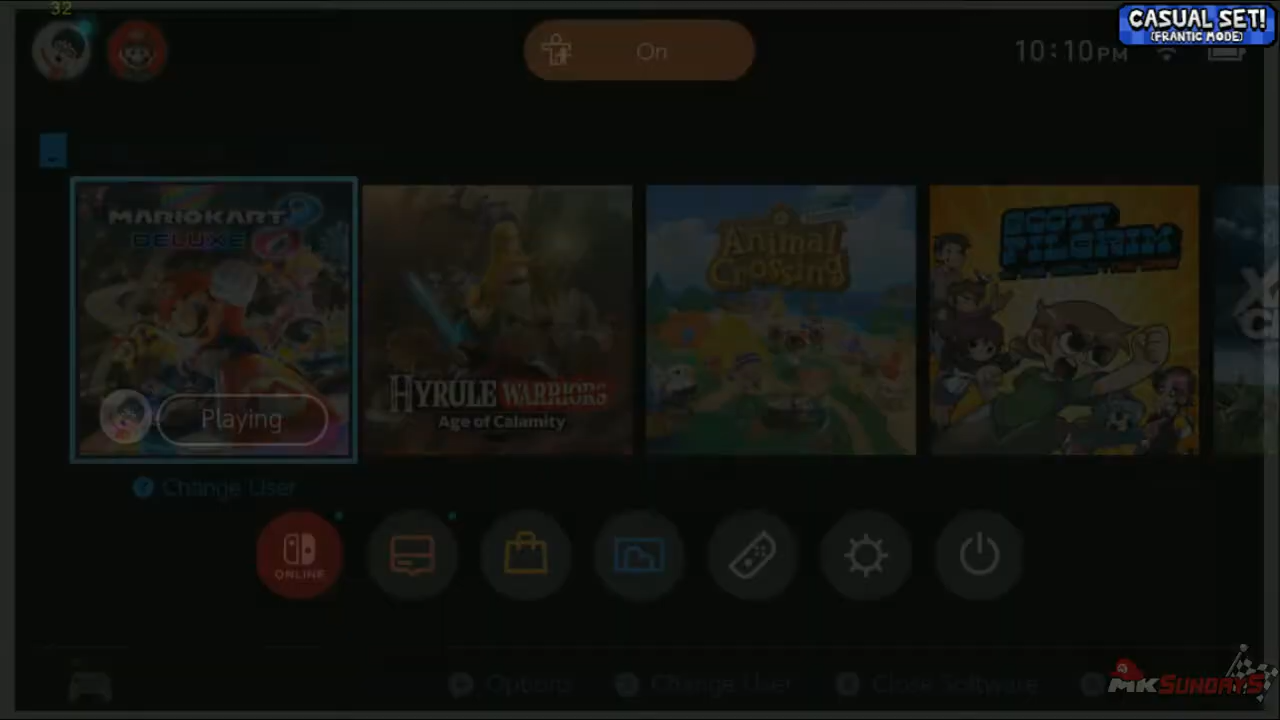 32
CASUAL SET!
(FRANTIC MODE)
On
10:10PM
MARIOKART 8
DELUXE
HYRULE WARRIORS
Age of Calamity
Animal
Crossing
SCOTT
PILGRIM
Playing
Change User
ONLINE
Options
Change User
Close Software
MKSUNDAYS